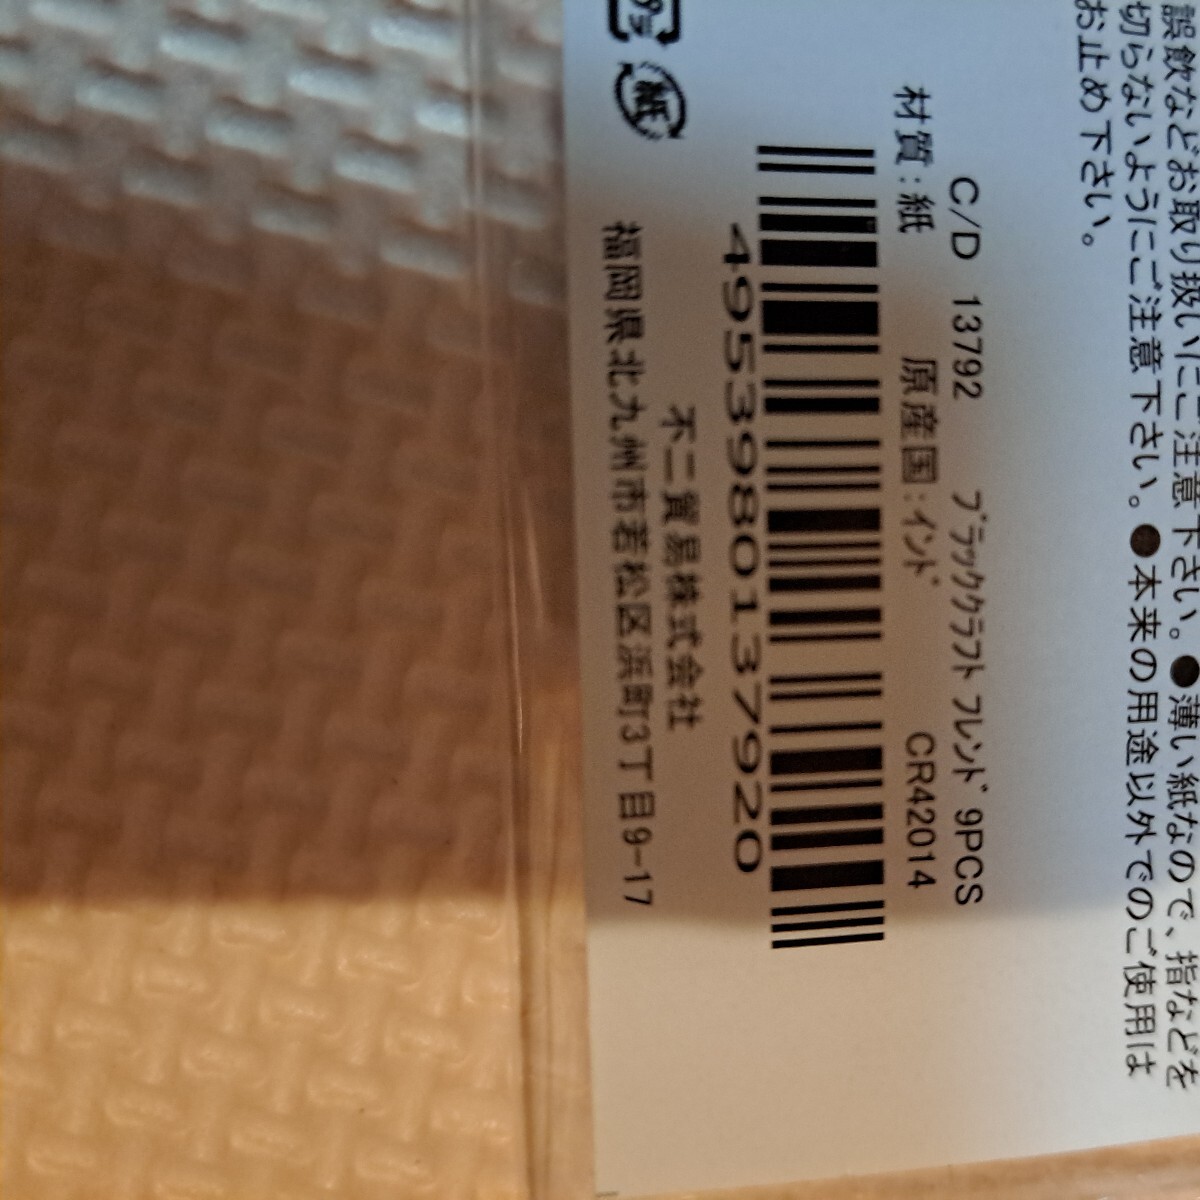 誤飲などお取り扱いにご注意下さい。●薄い紙なので、指などを
切らないようにご注意下さい。●本来の用途以外でのご使用は
お止め下さい。
C/D 13792 ブラッククラフト フレンド 9PCS
材質:紙 原産国:インド CR42014
4953980137920
不二貿易株式会社
福岡県北九州市若松区浜町3丁目9-17
紙
プラ